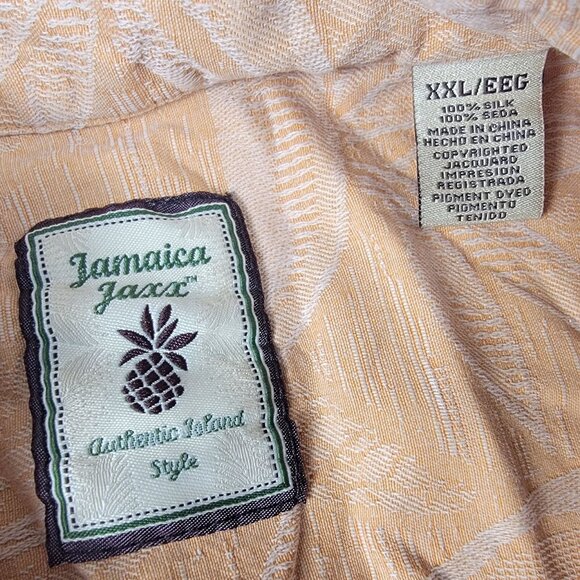 Jamaica
Jaxx™
Authentic Island
Style
XXL/EEG
100% SILK
100% SEDA
MADE IN CHINA
HECHO EN CHINA
COPYRIGHTED
JACQUARD
IMPRESION
REGISTRADA
PIGMENT DYED
PIGMENTU
TENIDO